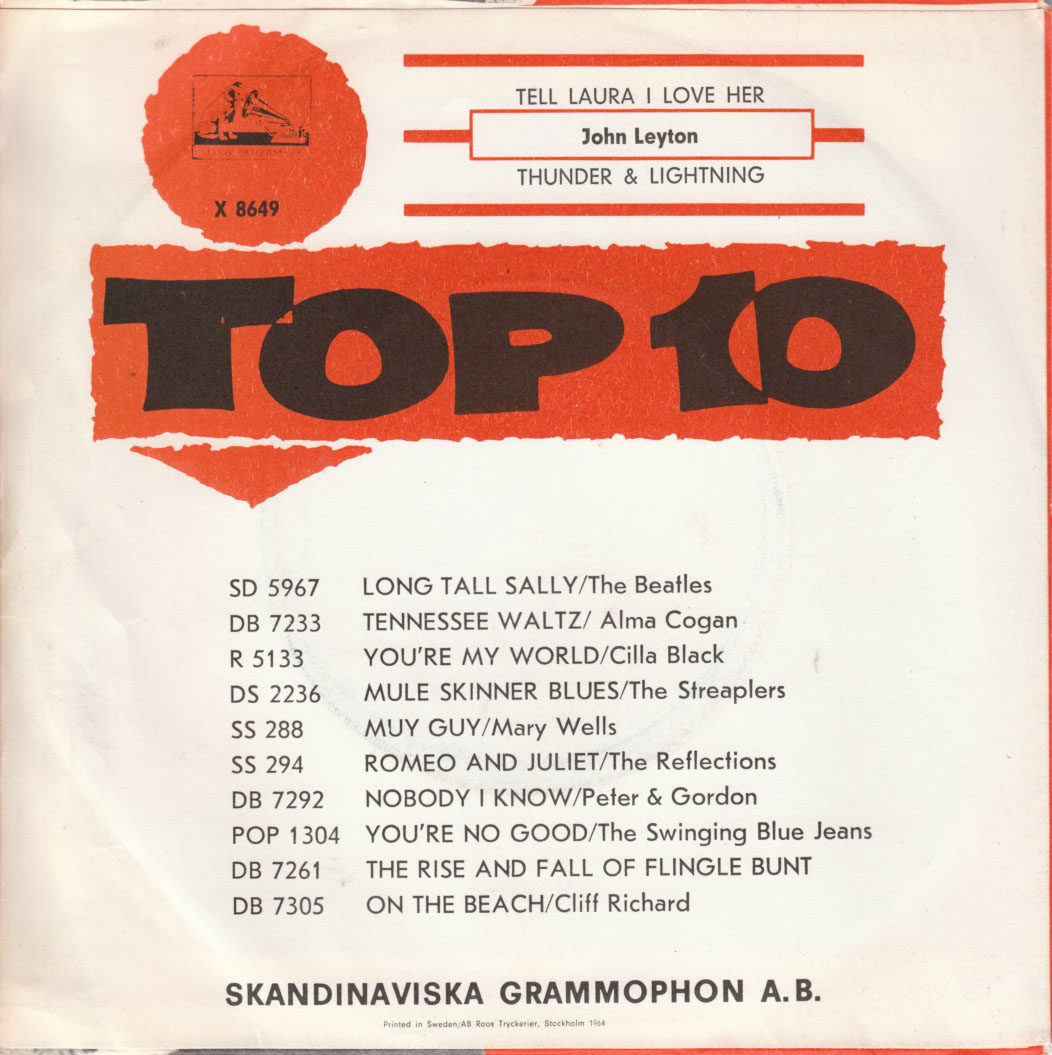 TELL LAURA I LOVE HER
John Leyton
THUNDER & LIGHTNING
X 8649
TOP 10
SD 5967 LONG TALL SALLY/The Beatles
DB 7233 TENNESSEE WALTZ/ Alma Cogan
R 5133 YOU'RE MY WORLD/Cilla Black
DS 2236 MULE SKINNER BLUES/The Streaplers
SS 288 MUY GUY/Mary Wells
SS 294 ROMEO AND JULIET/The Reflections
DB 7292 NOBODY I KNOW/Peter & Gordon
POP 1304 YOU'RE NO GOOD/The Swinging Blue Jeans
DB 7261 THE RISE AND FALL OF FLINGLE BUNT
DB 7305 ON THE BEACH/Cliff Richard
SKANDINAVISKA GRAMMOPHON A.B.
Printed in Sweden/AB Roos Tryckerier, Stockholm 1964